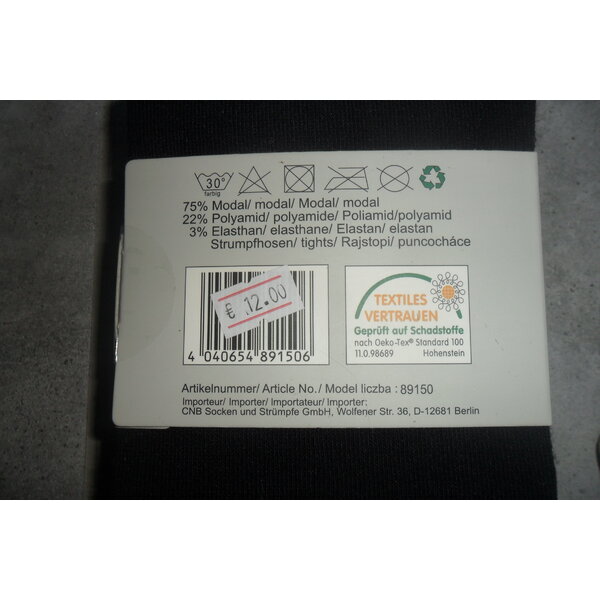 30°
farbig
75% Modal/ modal/ Modal/ modal
22% Polyamid/ polyamide/ Poliamid/polyamid
3% Elasthan/ elasthane/ Elastan/ elastan
Strumpfhosen/ tights/ Rajstopi/ puncocháce
€ 12.00
4 040654 891506
TEXTILES
VERTRAUEN
Geprüft auf Schadstoffe
nach Oeko-Tex® Standard 100
11.0.98689 Hohenstein
Artikelnummer/ Article No./ Model liczba : 89150
Importeur/ Importer/ Importateur/ Importer:
CNB Socken und Strümpfe GmbH, Wolfener Str. 36, D-12681 Berlin